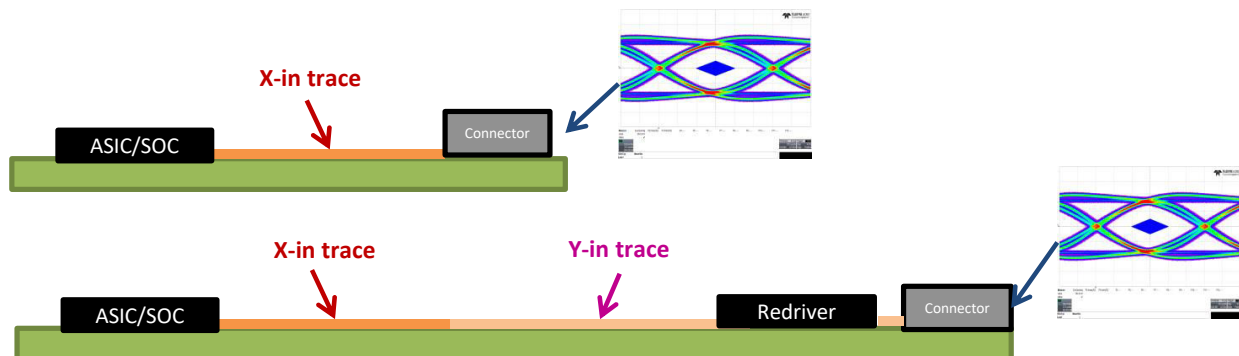 X-in trace
Connector
ASIC/SOC
X-in trace
Y-in trace
ASIC/SOC
Redriver
Connector